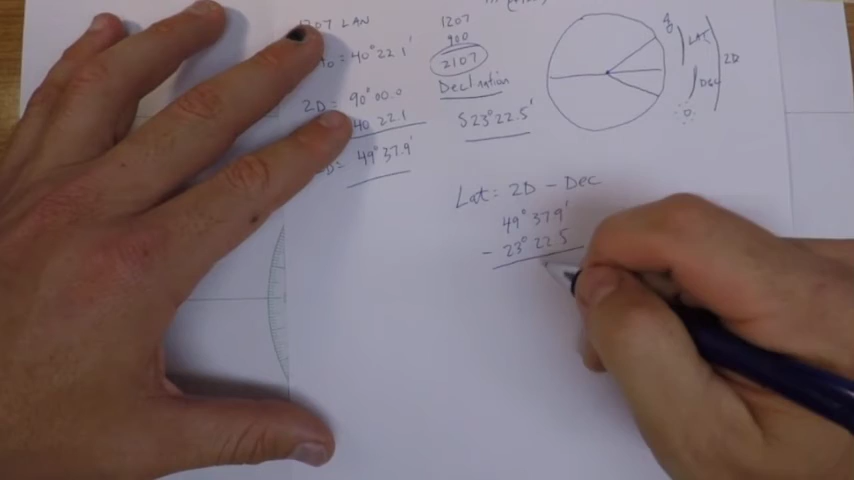 1207 LAN
= 40° 22.1'
ZD = 90° 00.0
40 22.1
D = 49° 37.9'
1207
900
2107
Declination
S 23° 22.5'
LAT
ZD
DEC
Lat: ZD - Dec
49° 37.9'
- 23° 22.5